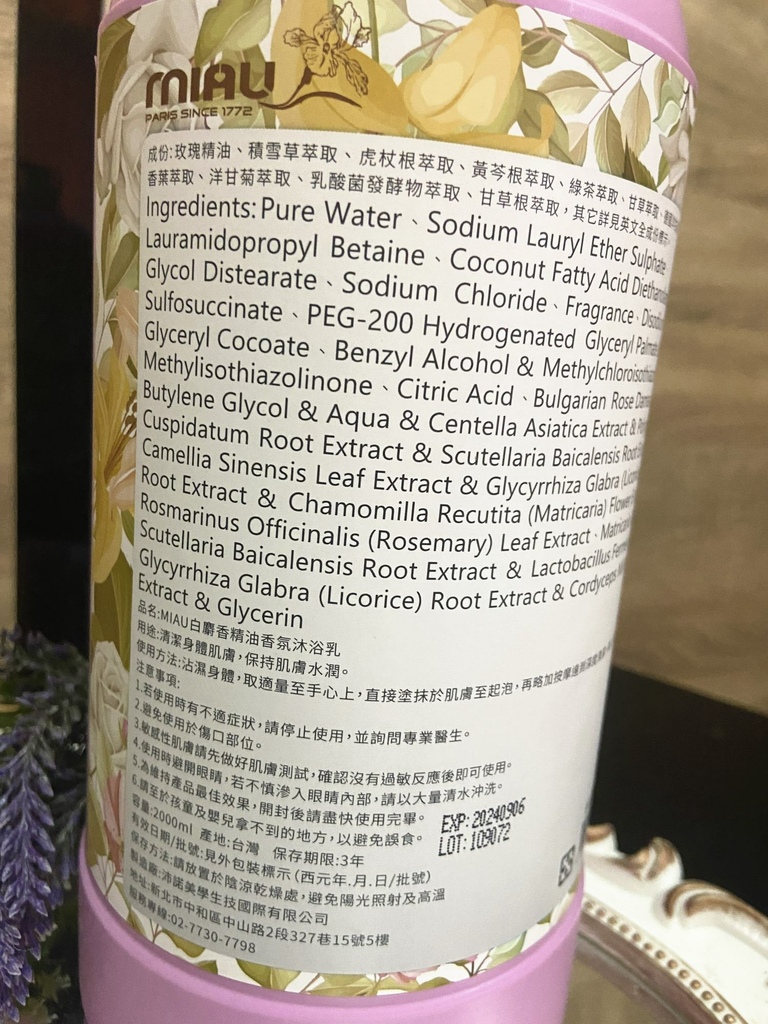 MIAU
PARIS SINCE 1772
成份:玫瑰精油、積雪草萃取、虎杖根萃取、黃芩根萃取、綠茶萃取、甘草萃取、
香葉萃取、洋甘菊萃取、乳酸菌發酵物萃取、甘草根萃取，其它詳見英文全成份標示。
Ingredients: Pure Water、Sodium Lauryl Ether Sulphate
Lauramidopropyl Betaine、Coconut Fatty Acid
Glycol Distearate、Sodium Chloride、Fragrance、
Sulfosuccinate、PEG-200 Hydrogenated Glyceryl
Glyceryl Cocoate、Benzyl Alcohol &
Methylisothiazolinone、Citric Acid、Bulgarian Rose
Butylene Glycol & Aqua & Centella Asiatica Extract &
Cuspidatum Root Extract & Scutellaria Baicalensis Root
Camellia Sinensis Leaf Extract & Glycyrrhiza Glabra
Root Extract & Chamomilla Recutita (Matricaria) Flower
Rosmarinus Officinalis (Rosemary) Leaf Extract、
Scutellaria Baicalensis Root Extract & Lactobacillus
Glycyrrhiza Glabra (Licorice) Root Extract & Cordyceps
Extract & Glycerin
品名:MIAU白麝香精油香氛沐浴乳
用途:清潔身體肌膚，保持肌膚水潤。
使用方法:沾濕身體，取適量至手心上，直接塗抹於肌膚至起泡，再略加按摩
注意事項:
1.若使用時有不適症狀，請停止使用，並詢問專業醫生。
2.避免使用於傷口部位。
3.敏感性肌膚請先做好肌膚測試，確認沒有過敏反應後即可使用。
4.使用時避開眼睛，若不慎滲入眼睛內部，請以大量清水沖洗。
5.為維持產品最佳效果，開封後請盡快使用完畢。
6.請至於孩童及嬰兒拿不到的地方，以避免誤食。
容量:2000ml 產地:台灣 保存期限:3年
有效日期/批號:見外包裝標示(西元年.月.日/批號)
保存方法:請放置於陰涼乾燥處，避免陽光照射及高溫
製造廠:沛諾美學生技國際有限公司
地址:新北市中和區中山路2段327巷15號5樓
服務專線:02-7730-7798
EXP: 20240906
LOT: 109072